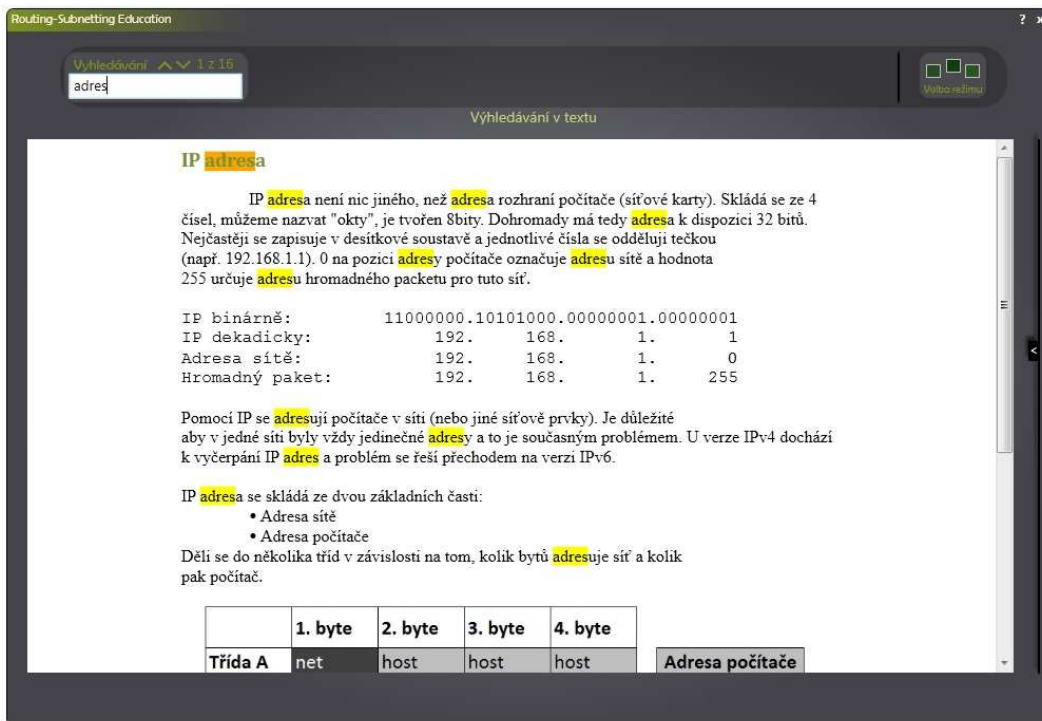 Routing-Subnetting Education
? x
Vyhledávání 1 z 16
adres
Volba režimu
Výhledávání v textu
IP adresa
IP adresa není nic jiného, než adresa rozhraní počítače (síťové karty). Skládá se ze 4
čísel, můžeme nazvat "okty", je tvořen 8bity. Dohromady má tedy adresa k dispozici 32 bitů.
Nejčastěji se zapisuje v desítkové soustavě a jednotlivé čísla se odděluji tečkou
(např. 192.168.1.1). 0 na pozici adresy počítače označuje adresu sítě a hodnota
255 určuje adresu hromadného packetu pro tuto síť.
IP binárně: 11000000.10101000.00000001.00000001
IP dekadicky: 192. 168. 1. 1
Adresa sítě: 192. 168. 1. 0
Hromadný paket: 192. 168. 1. 255
Pomocí IP se adresují počítače v síti (nebo jiné síťově prvky). Je důležité
aby v jedné síti byly vždy jedinečné adresy a to je současným problémem. U verze IPv4 dochází
k vyčerpání IP adres a problém se řeší přechodem na verzi IPv6.
IP adresa se skládá ze dvou základních časti:
• Adresa sítě
• Adresa počítače
Děli se do několika tříd v závislosti na tom, kolik bytů adresuje síť a kolik
pak počítač.
1. byte 2. byte 3. byte 4. byte
Třída A net host host host Adresa počítače